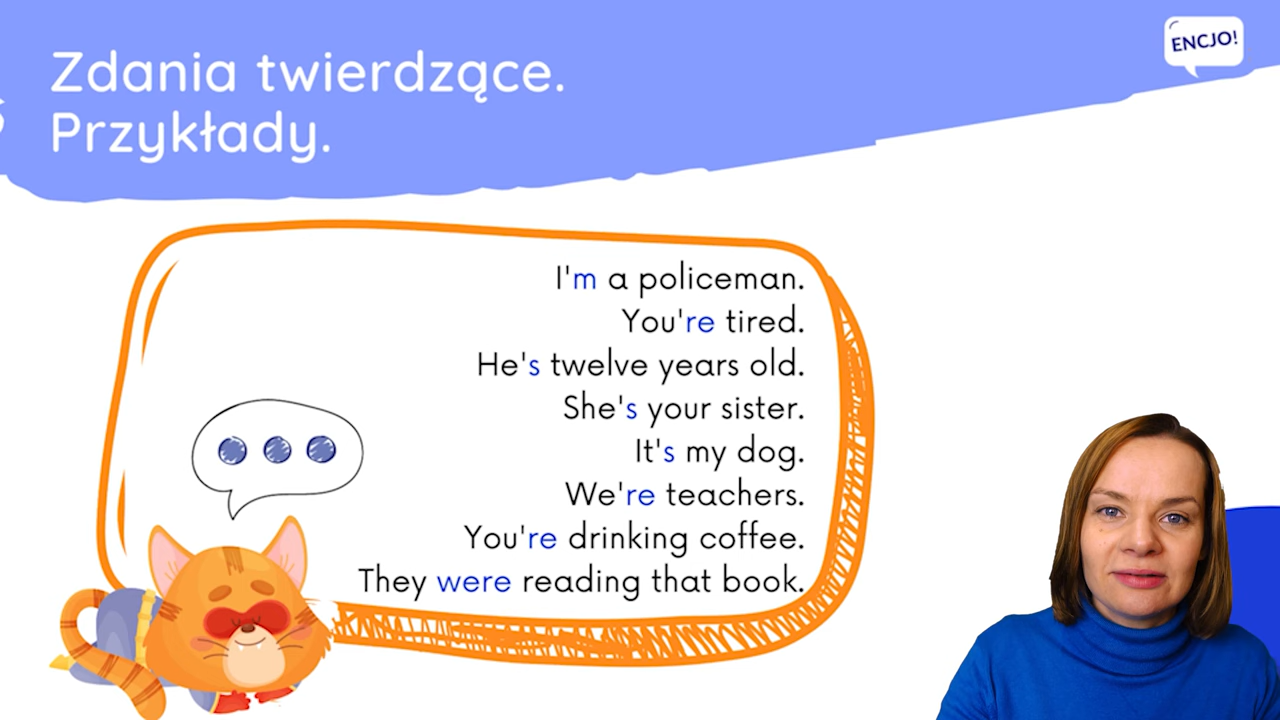 Zdania twierdzące.
Przykłady.
ENCJO!
I'm a policeman.
You're tired.
He's twelve years old.
She's your sister.
It's my dog.
We're teachers.
You're drinking coffee.
They were reading that book.